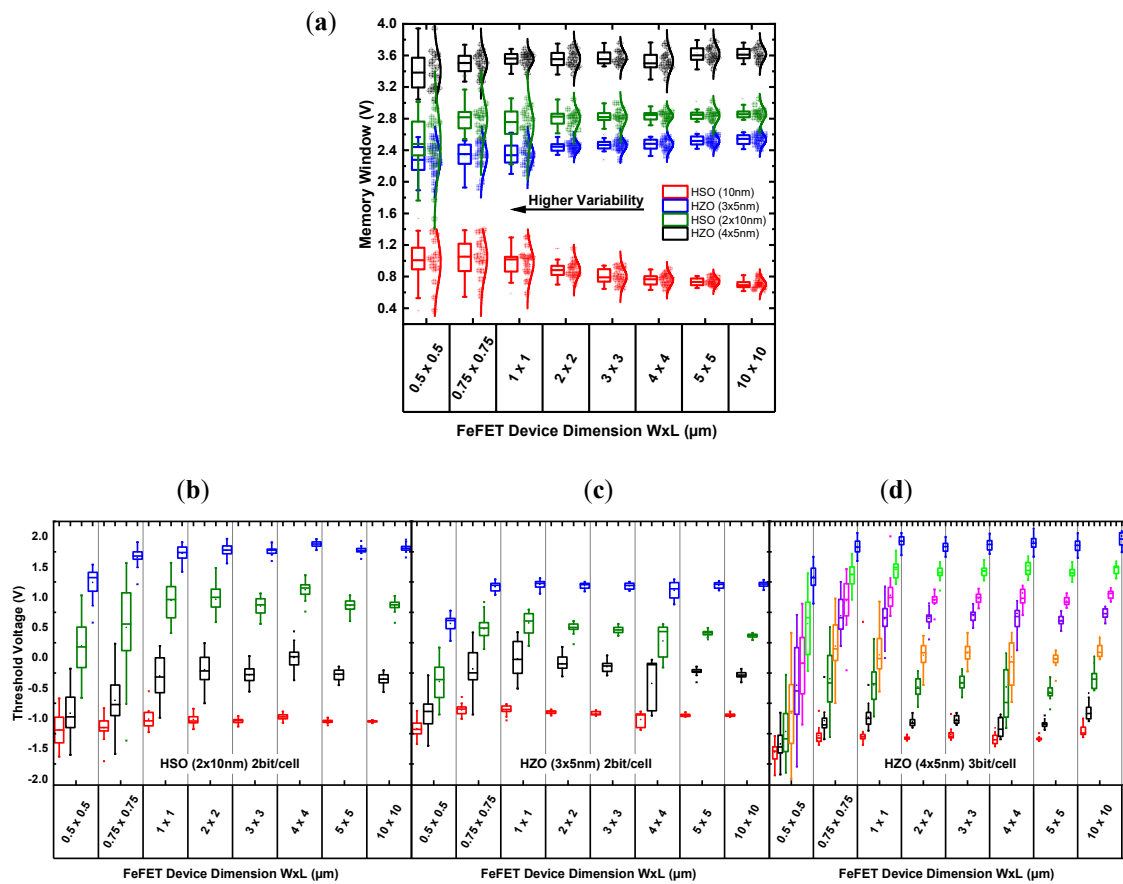 (a)
4.0
3.6
3.2
2.8
2.4
2.0
1.6
1.2
0.8
0.4
Memory Window (V)
Higher Variability
HSO (10nm)
HZO (3x5nm)
HSO (2x10nm)
HZO (4x5nm)
0.5 x 0.5
0.75 x 0.75
1 x 1
2 x 2
3 x 3
4 x 4
5 x 5
10 x 10
FeFET Device Dimension WxL (µm)
(b)
(c)
(d)
2.0
1.5
1.0
0.5
0.0
-0.5
-1.0
-1.5
-2.0
Threshold Voltage (V)
HSO (2x10nm) 2bit/cell
HZO (3x5nm) 2bit/cell
HZO (4x5nm) 3bit/cell
0.5 x 0.5
0.75 x 0.75
1 x 1
2 x 2
3 x 3
4 x 4
5 x 5
10 x 10
0.5 x 0.5
0.75 x 0.75
1 x 1
2 x 2
3 x 3
4 x 4
5 x 5
10 x 10
0.5 x 0.5
0.75 x 0.75
1 x 1
2 x 2
3 x 3
4 x 4
5 x 5
10 x 10
FeFET Device Dimension WxL (µm)
FeFET Device Dimension WxL (µm)
FeFET Device Dimension WxL (µm)